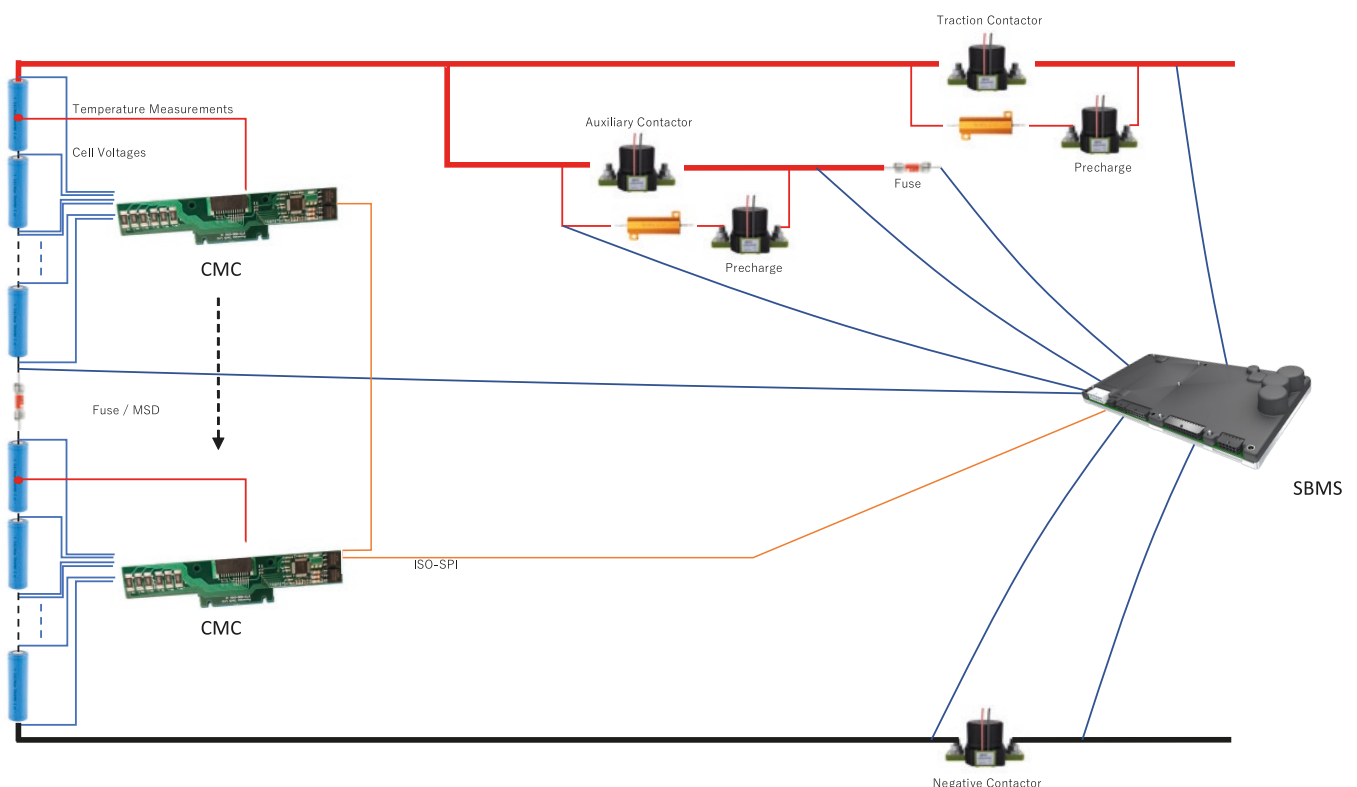 Traction Contactor
Temperature Measurements
Auxiliary Contactor
Cell Voltages
Precharge
Fuse
CMC
Precharge
Fuse / MSD
SBMS
ISO-SPI
CMC
Negative Contactor